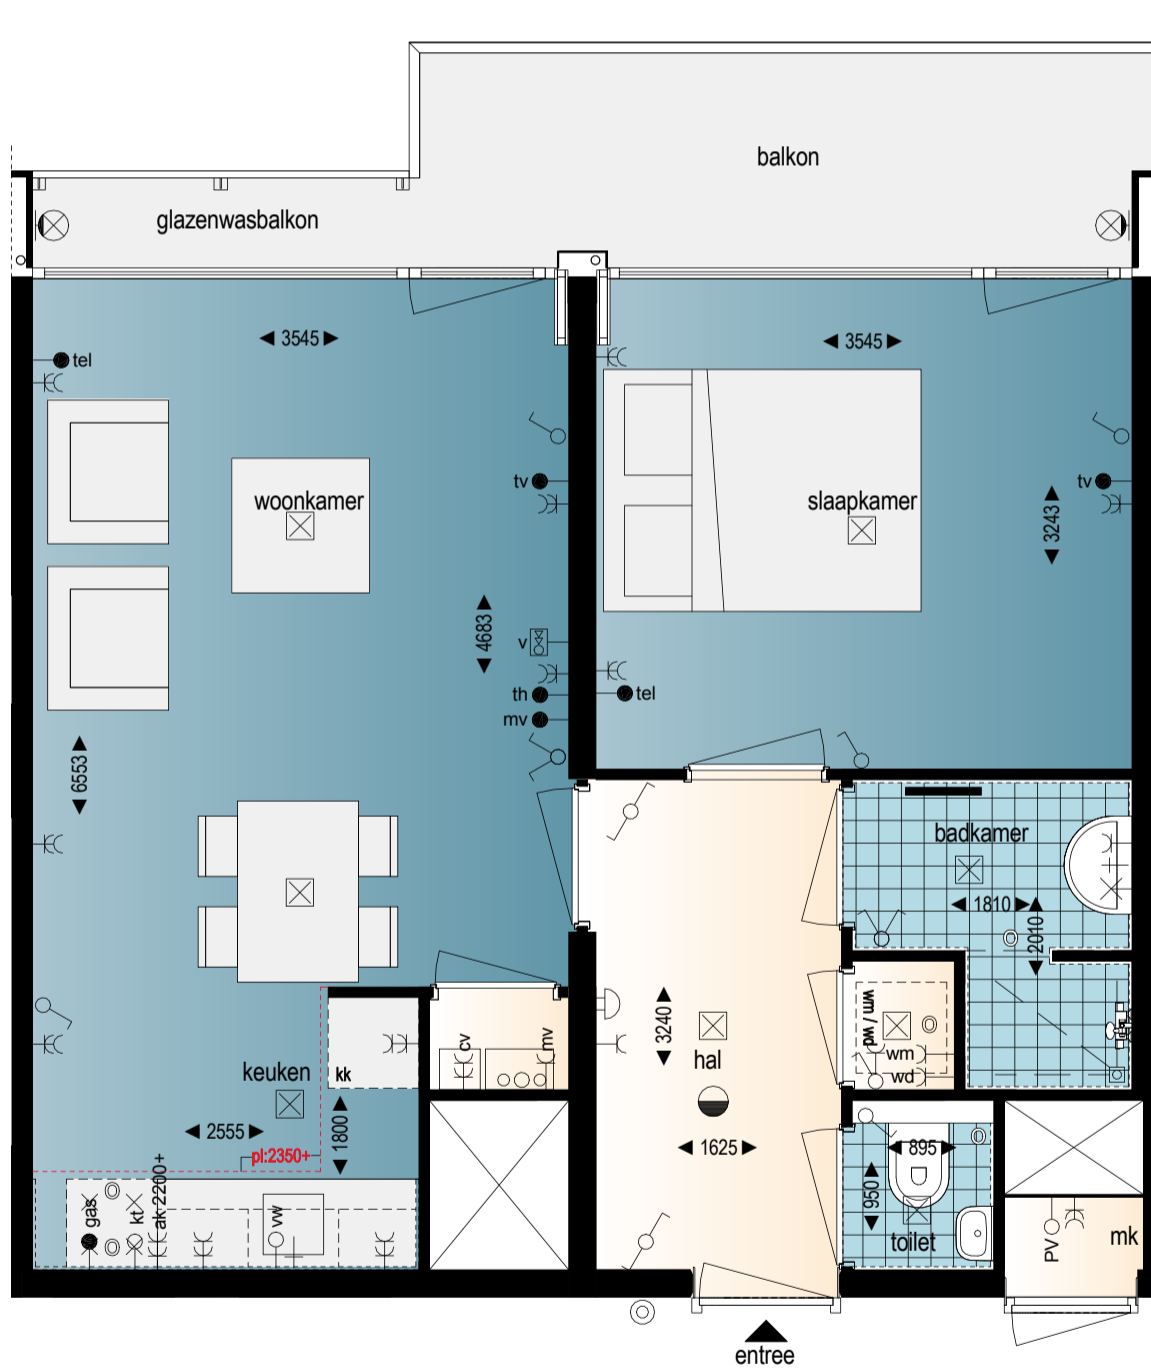 balkon
glazenwasbalkon
3545
3545
tel
tv
tv
woonkamer
slaapkamer
3243
4683
v
th
tel
mv
6553
badkamer
1810
2010
3240
cv
mv
wm / wd
wm
wd
hal
keuken
kk
2555
1800
pl:2350+
1625
895
950
gas
kt
ak 2200+
vw
toilet
PV
mk
entree